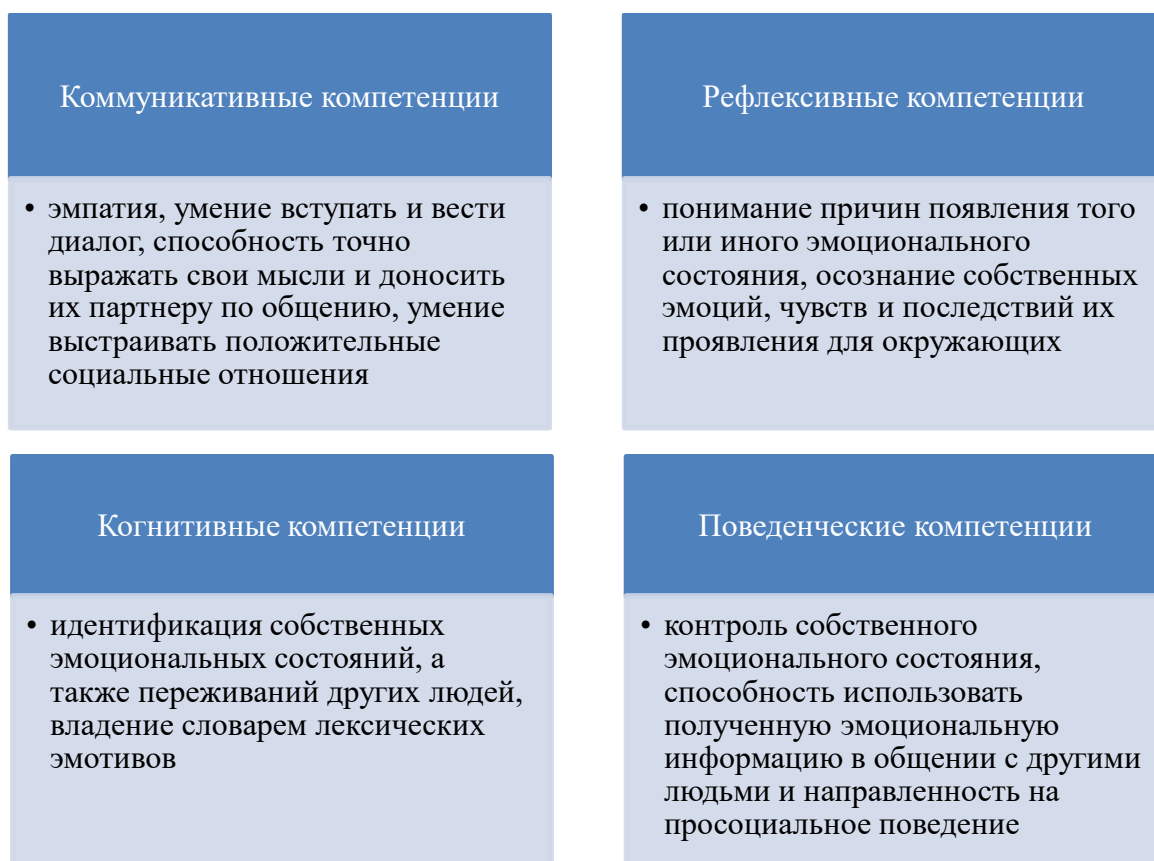 Коммуникативные компетенции
• эмпатия, умение вступать и вести
диалог, способность точно
выражать свои мысли и доносить
их партнеру по общению, умение
выстраивать положительные
социальные отношения
Рефлексивные компетенции
• понимание причин появления того
или иного эмоционального
состояния, осознание собственных
эмоций, чувств и последствий их
проявления для окружающих
Когнитивные компетенции
• идентификация собственных
эмоциональных состояний, а
также переживаний других людей,
владение словарем лексических
эмотивов
Поведенческие компетенции
• контроль собственного
эмоционального состояния,
способность использовать
полученную эмоциональную
информацию в общении с другими
людьми и направленность на
просоциальное поведение